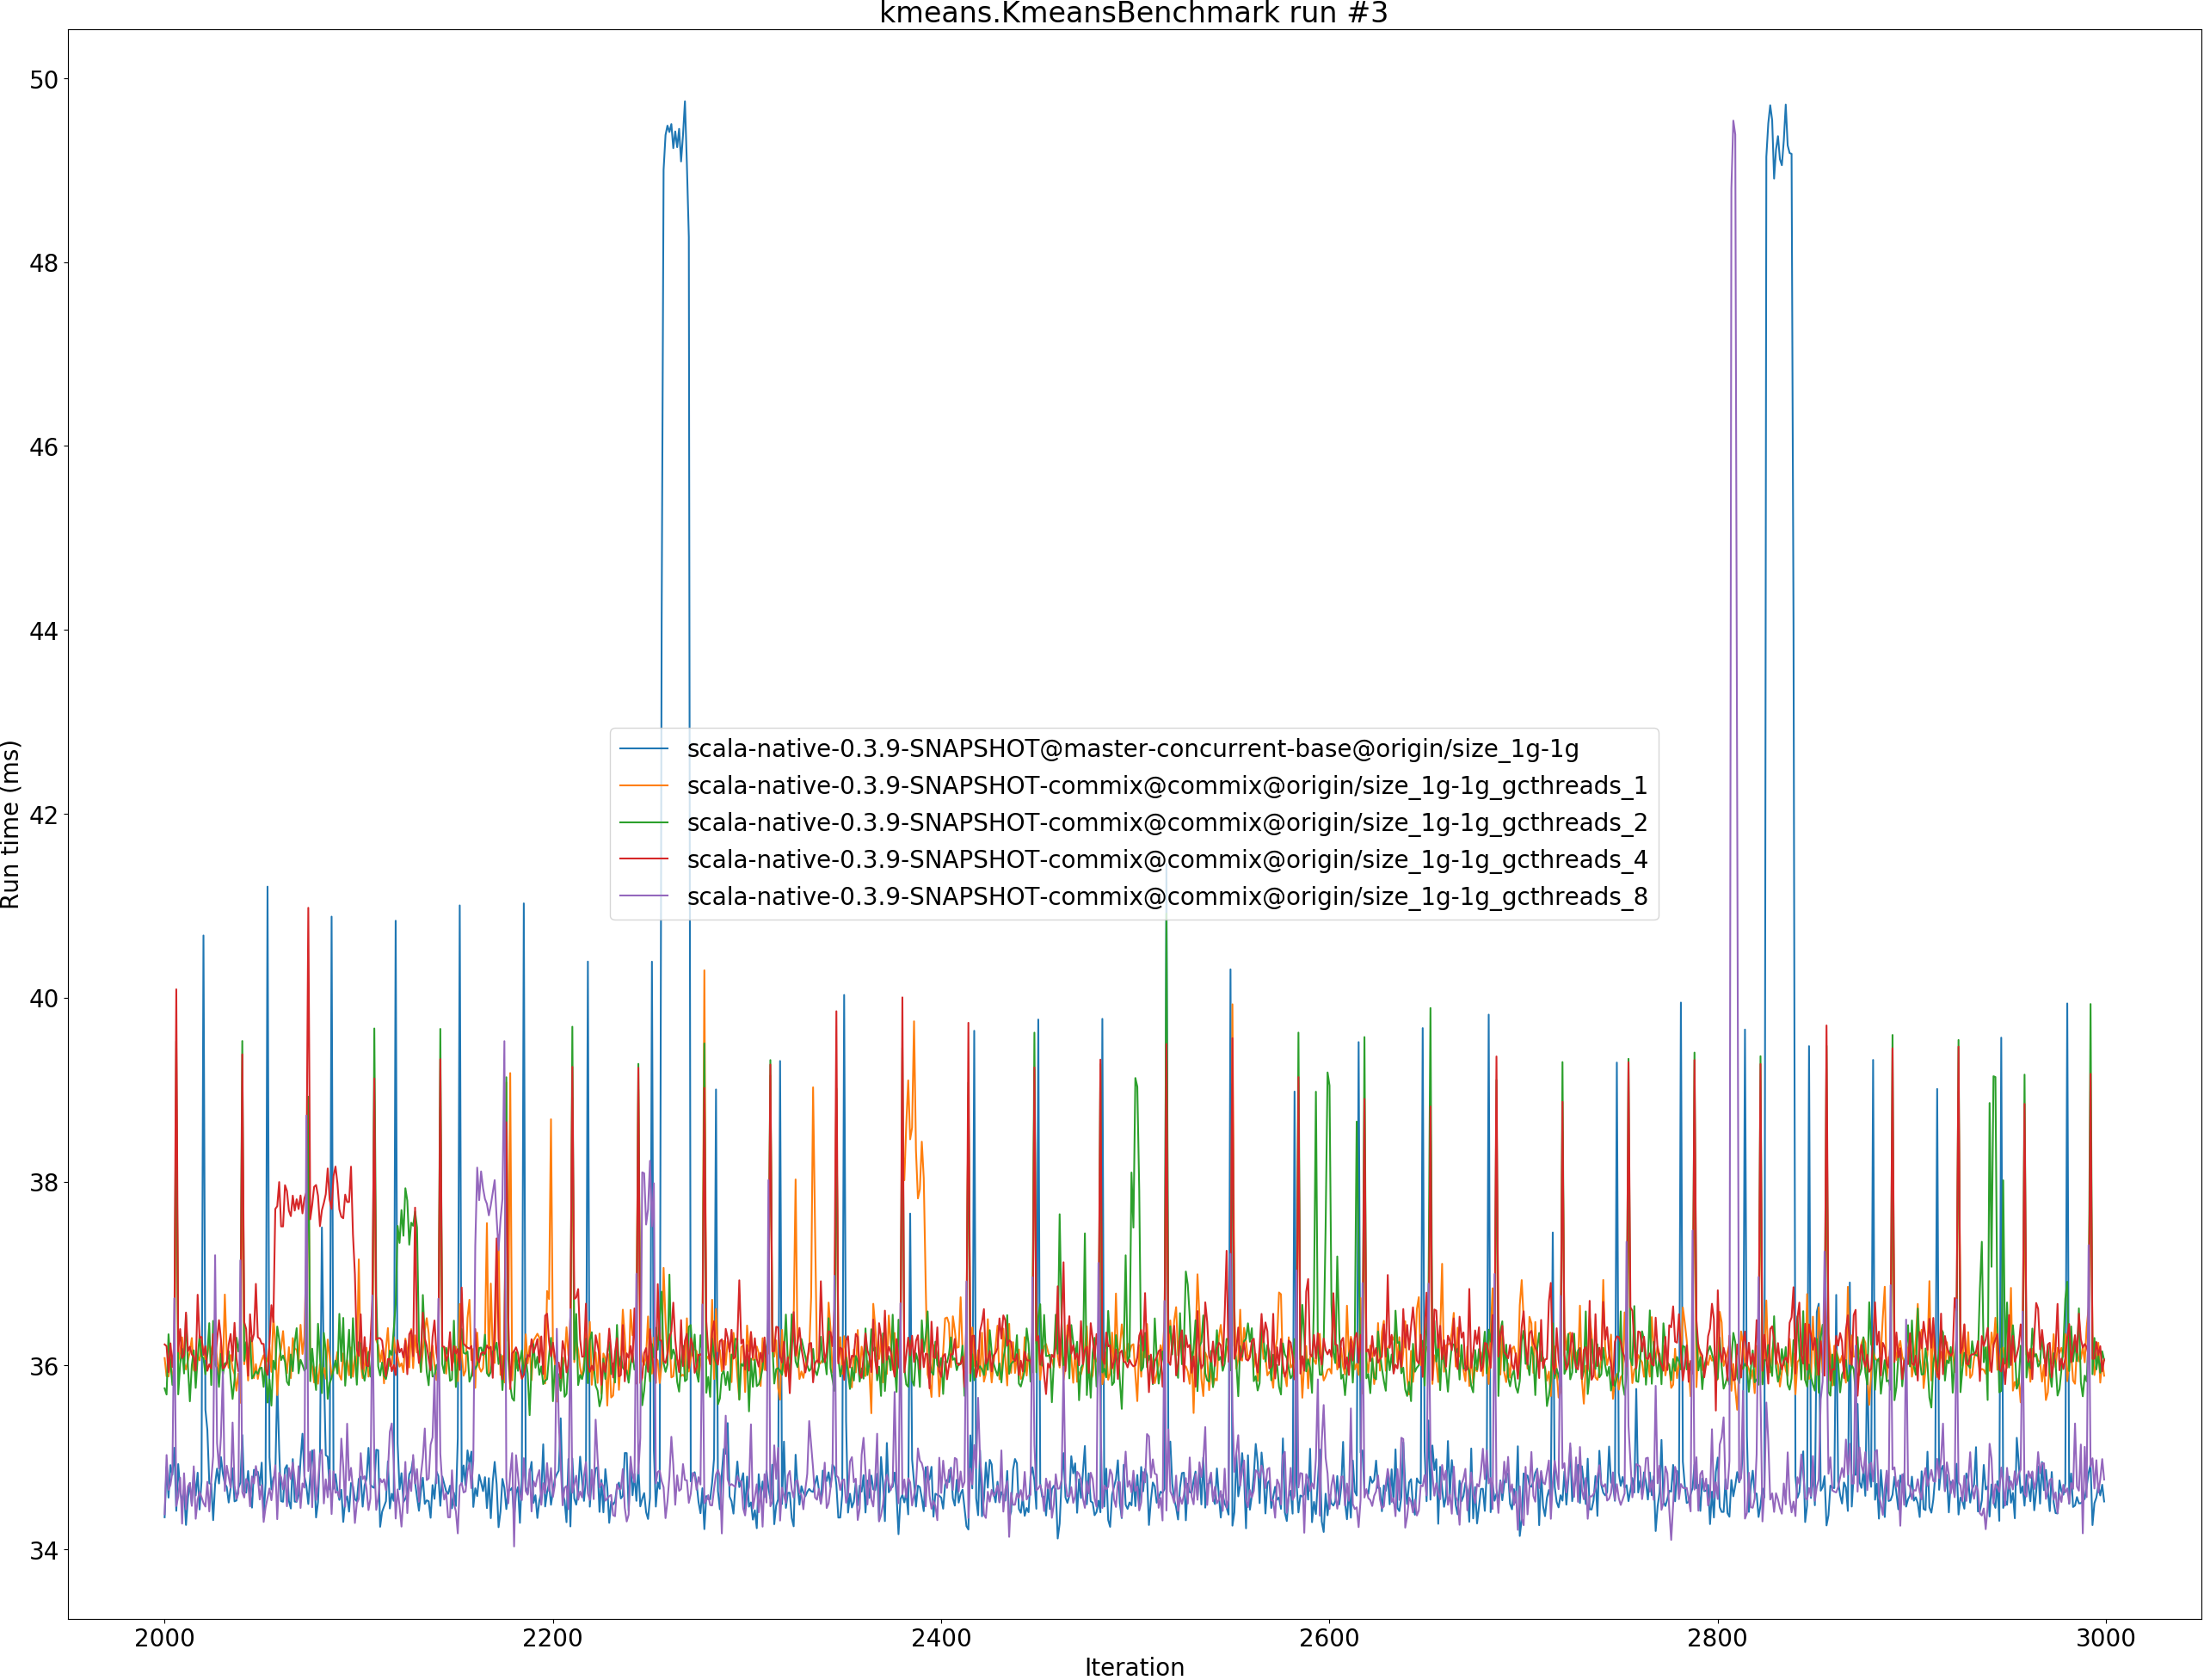 kmeans.KmeansBenchmark run #3
50
48
46
44
42
40
38
36
34
Run time (ms)
scala-native-0.3.9-SNAPSHOT@master-concurrent-base@origin/size_1g-1g
scala-native-0.3.9-SNAPSHOT-commix@commix@origin/size_1g-1g_gcthreads_1
scala-native-0.3.9-SNAPSHOT-commix@commix@origin/size_1g-1g_gcthreads_2
scala-native-0.3.9-SNAPSHOT-commix@commix@origin/size_1g-1g_gcthreads_4
scala-native-0.3.9-SNAPSHOT-commix@commix@origin/size_1g-1g_gcthreads_8
2000 2200 2400 2600 2800 3000
Iteration